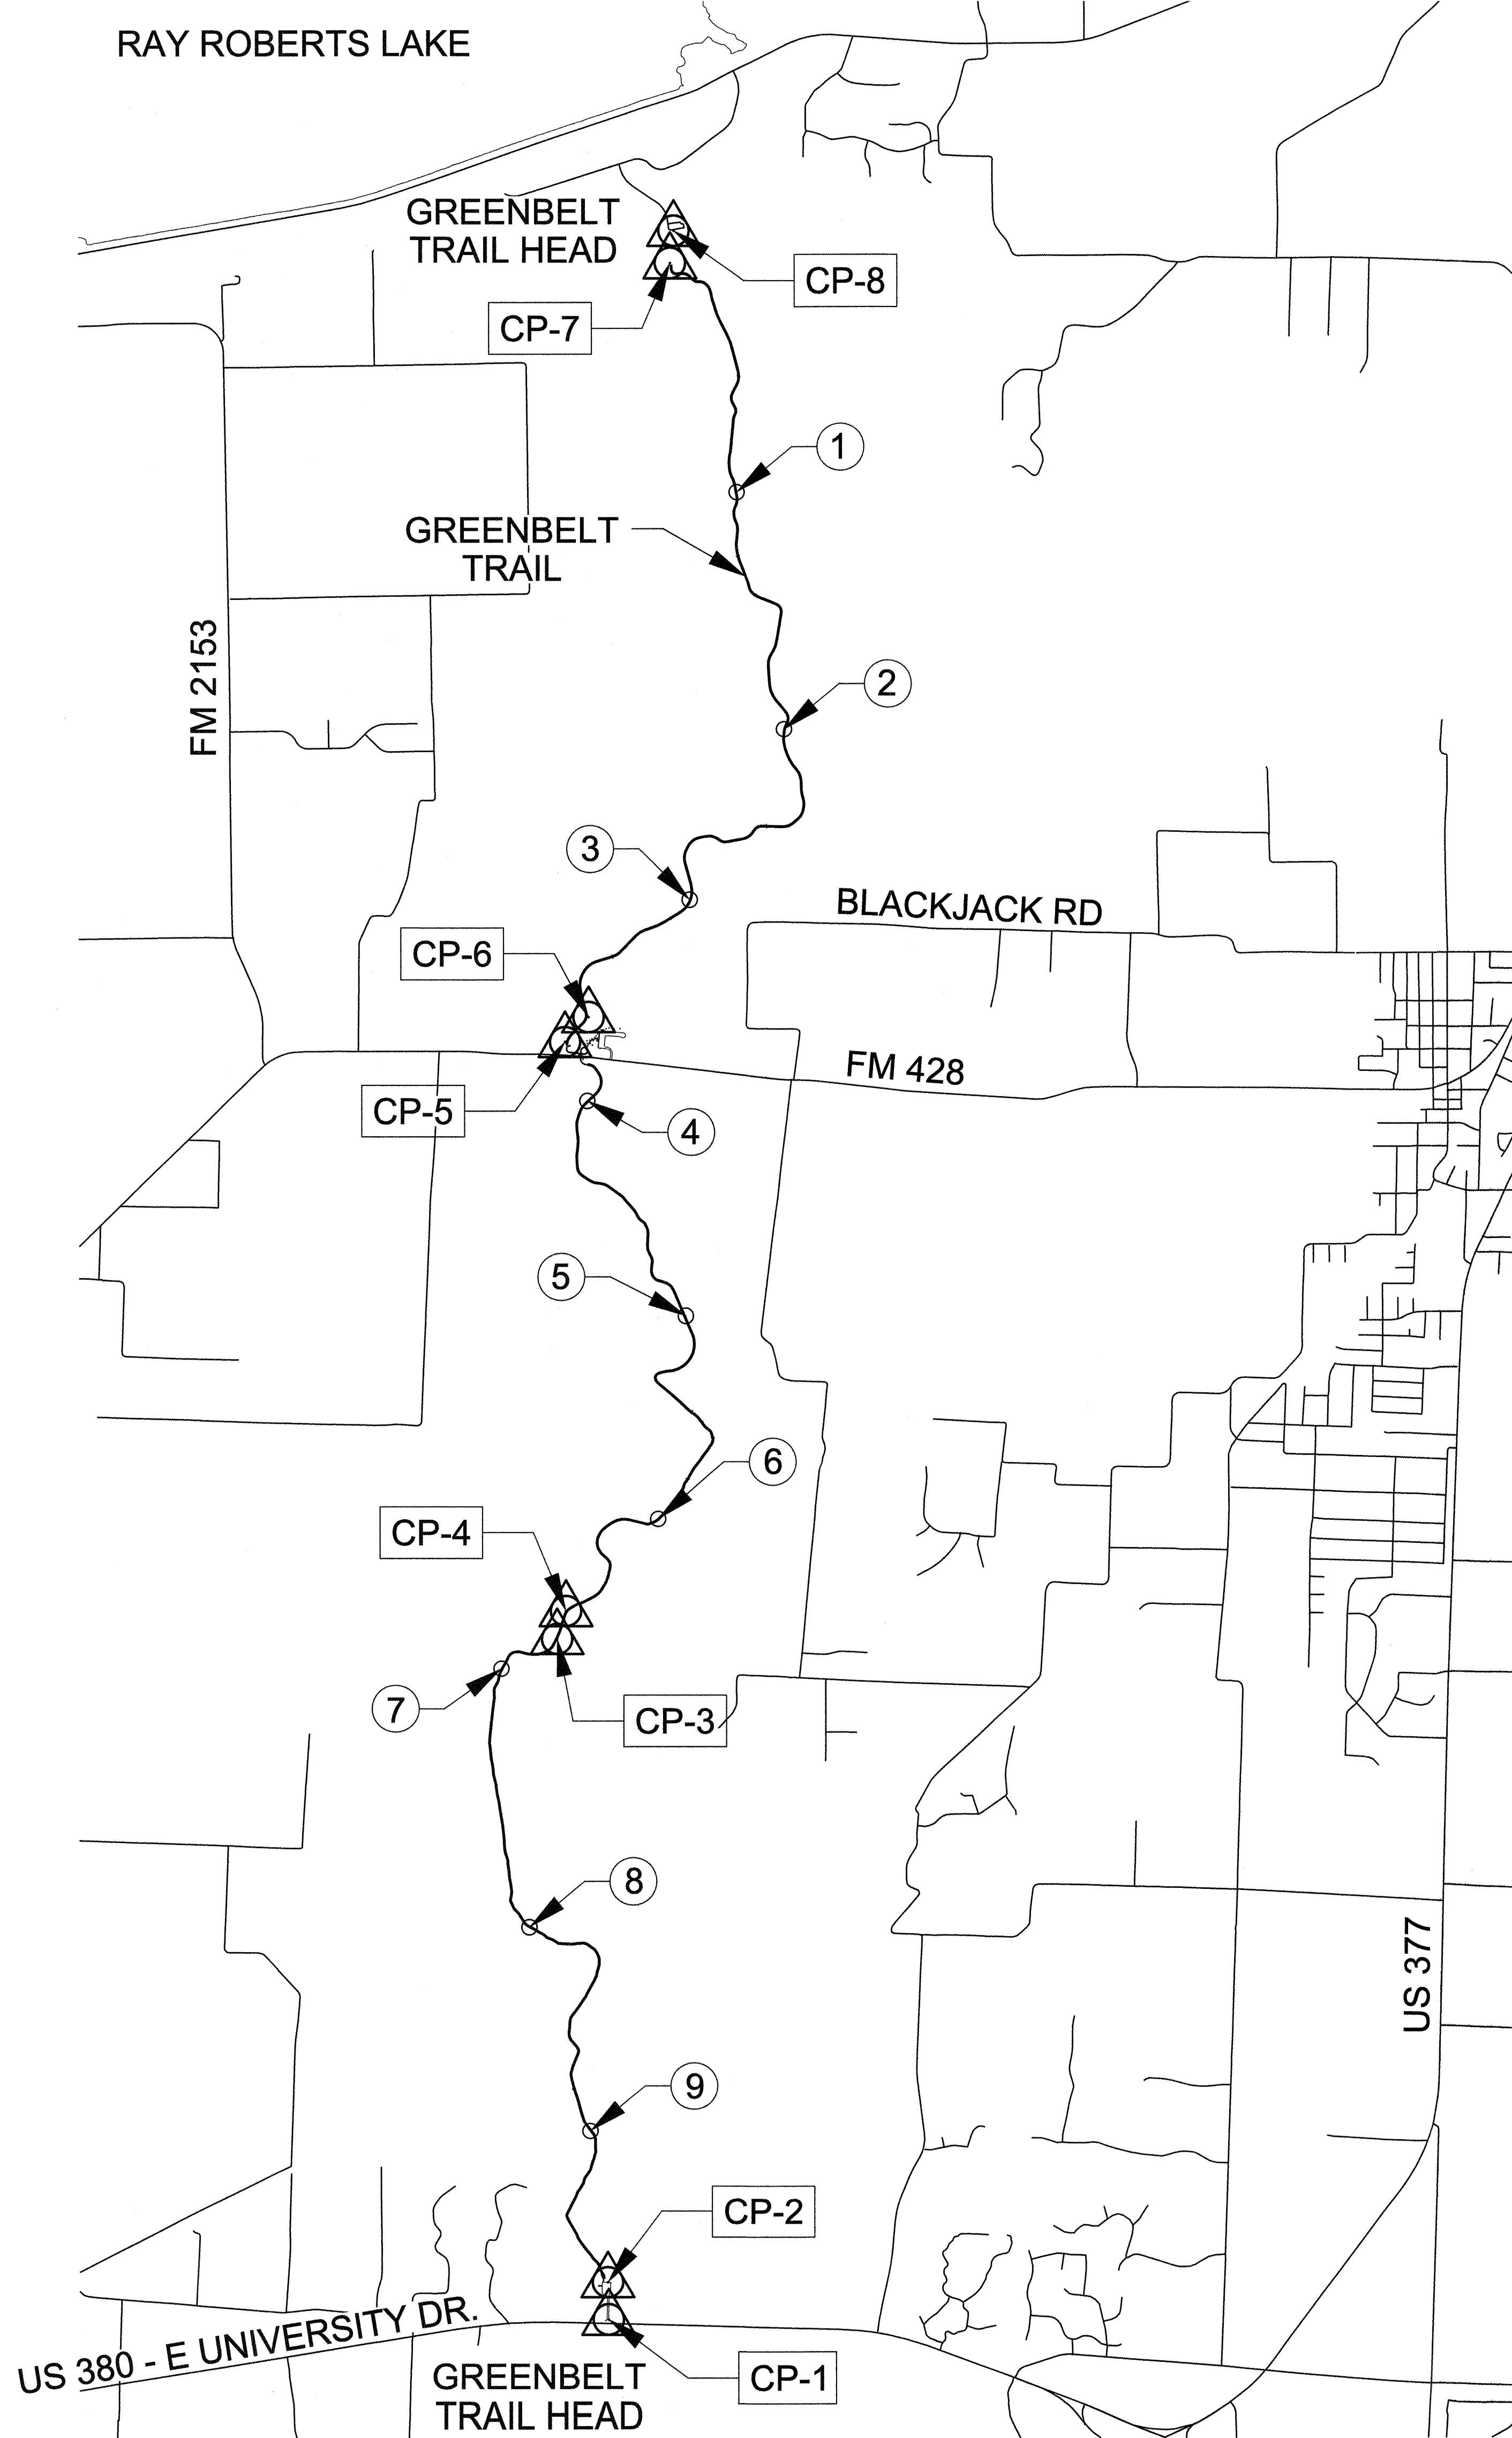 RAY ROBERTS LAKE
GREENBELT
TRAIL HEAD
CP-8
CP-7
1
GREENBELT
TRAIL
FM 2153
2
3
BLACKJACK RD
CP-6
FM 428
CP-5
4
5
6
CP-4
7
CP-3
8
US 377
9
CP-2
US 380 - E UNIVERSITY DR.
CP-1
GREENBELT
TRAIL HEAD